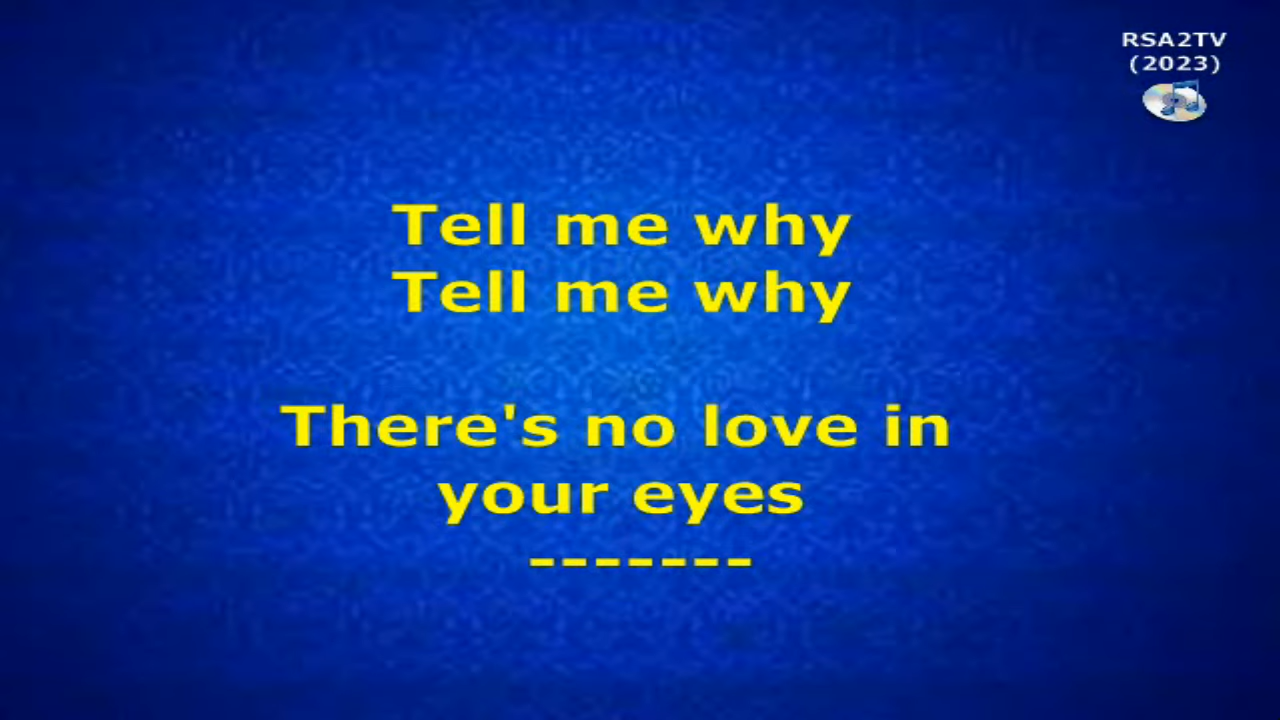 RSA2TV
(2023)
Tell me why
Tell me why
There's no love in
your eyes
-------